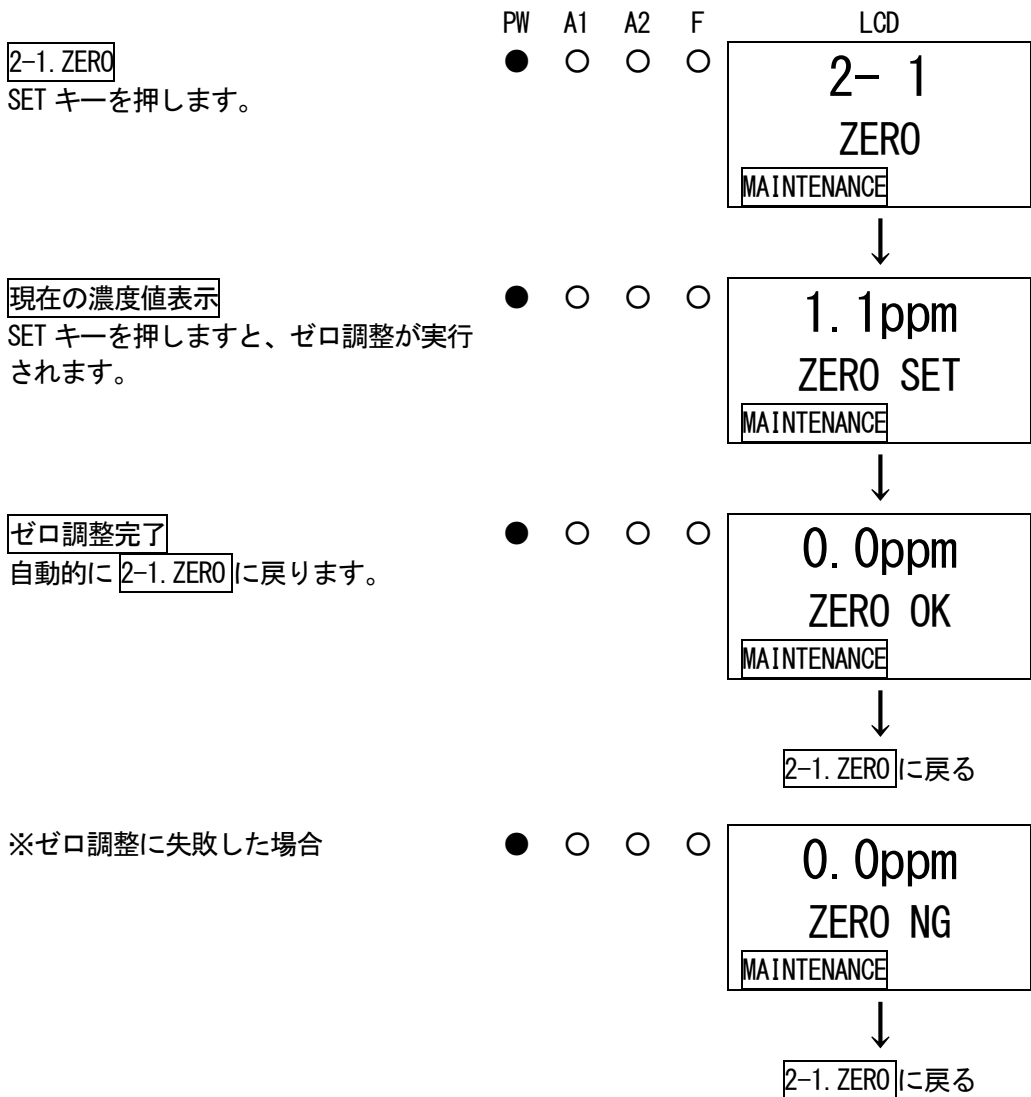 PW A1 A2 F LCD
2-1. ZERO ● ○ ○ ○ 2- 1
SET キーを押します。
ZERO
MAINTENANCE
↓
現在の濃度値表示 ● ○ ○ ○ 1. 1ppm
SET キーを押しますと、ゼロ調整が実行
されます。
ZERO SET
MAINTENANCE
↓
ゼロ調整完了 ● ○ ○ ○ 0. 0ppm
自動的に 2-1. ZERO に戻ります。
ZERO OK
MAINTENANCE
↓
2-1. ZERO に戻る
※ゼロ調整に失敗した場合 ● ○ ○ ○ 0. 0ppm
ZERO NG
MAINTENANCE
↓
2-1. ZERO に戻る